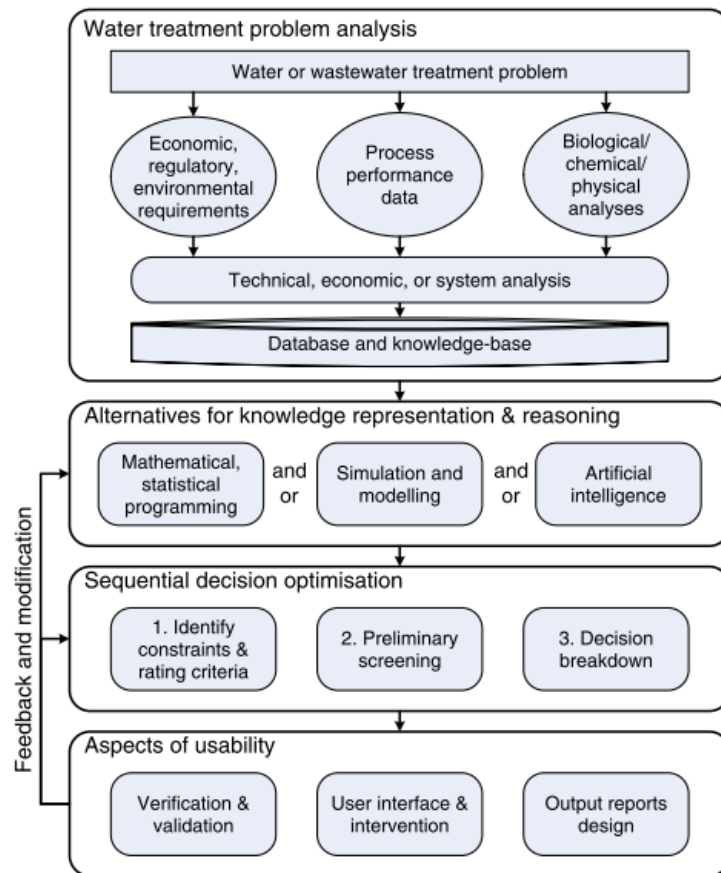 Water treatment problem analysis
Water or wastewater treatment problem
Economic,
regulatory,
environmental
requirements
Process
performance
data
Biological/
chemical/
physical
analyses
Technical, economic, or system analysis
Database and knowledge-base
Alternatives for knowledge representation & reasoning
Mathematical,
statistical
programming
and
or
Simulation and
modelling
and
or
Artificial
intelligence
Sequential decision optimisation
1. Identify
constraints &
rating criteria
2. Preliminary
screening
3. Decision
breakdown
Aspects of usability
Verification &
validation
User interface &
intervention
Output reports
design
Feedback and modification